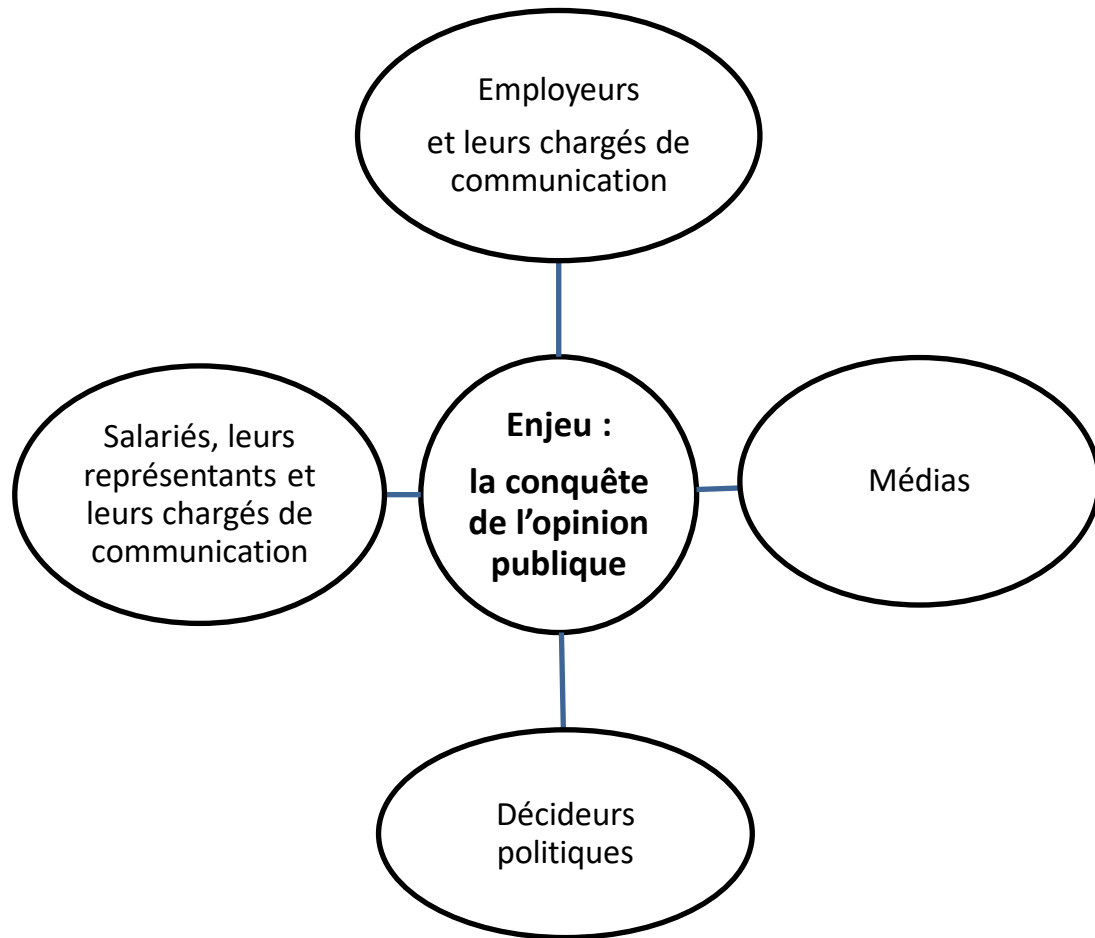 Employeurs
et leurs chargés de
communication
Salariés, leurs
représentants et
leurs chargés de
communication
Enjeu :
la conquête
de l’opinion
publique
Médias
Décideurs
politiques